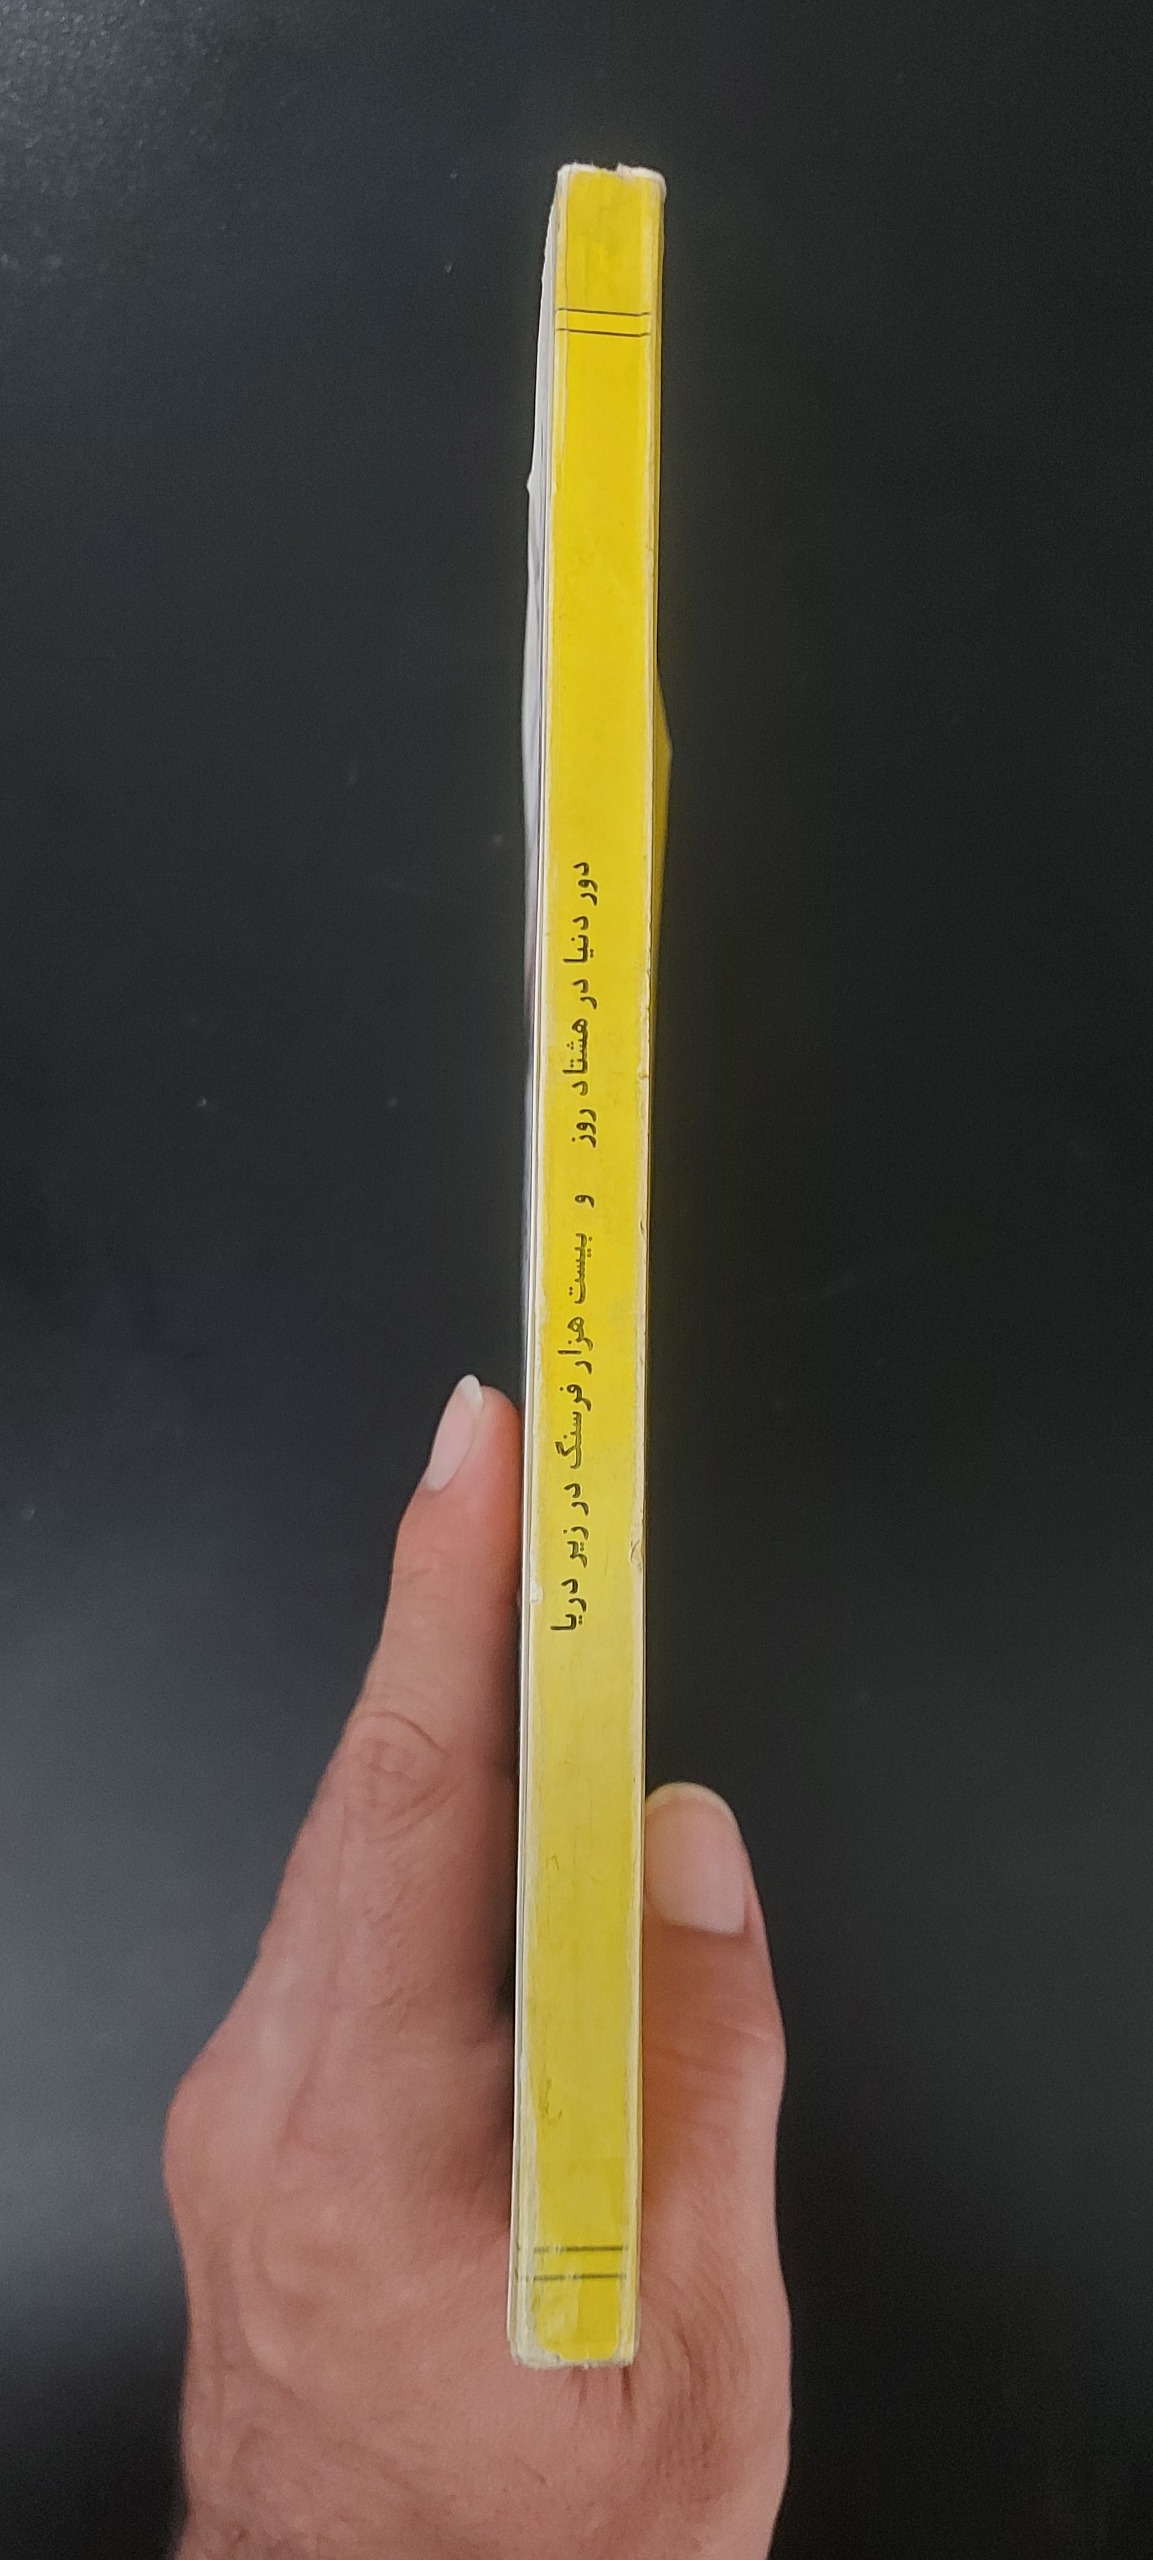 دور دنیا در هشتاد روز و بیست هزار فرسنگ در زیر دریا